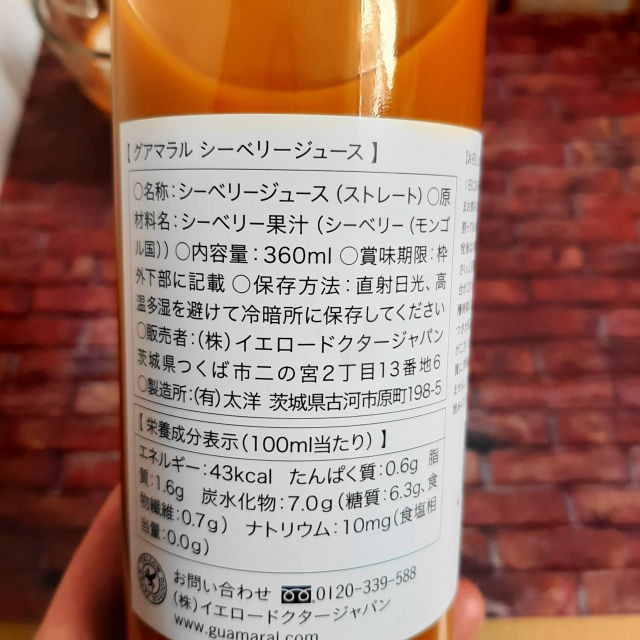 【 グアマラル シーベリージュース 】
○名称：シーベリージュース（ストレート）○原
材料名：シーベリー果汁（シーベリー（モンゴ
ル国））○内容量：360ml ○賞味期限：枠
外下部に記載 ○保存方法：直射日光、高
温多湿を避けて冷暗所に保存してください
○販売者：（株）イエロードクタージャパン
茨城県つくば市二の宮2丁目13番地6
○製造所：（有）太洋 茨城県古河市原町198-5
【 栄養成分表示（100ml当たり）】
エネルギー：43kcal たんぱく質：0.6g 脂
質：1.6g 炭水化物：7.0g（糖質：6.3g、食
物繊維：0.7g） ナトリウム：10mg（食塩相
当量：0.0g）
お問い合わせ 0120-339-588
（株）イエロードクタージャパン
www.guamaral.com